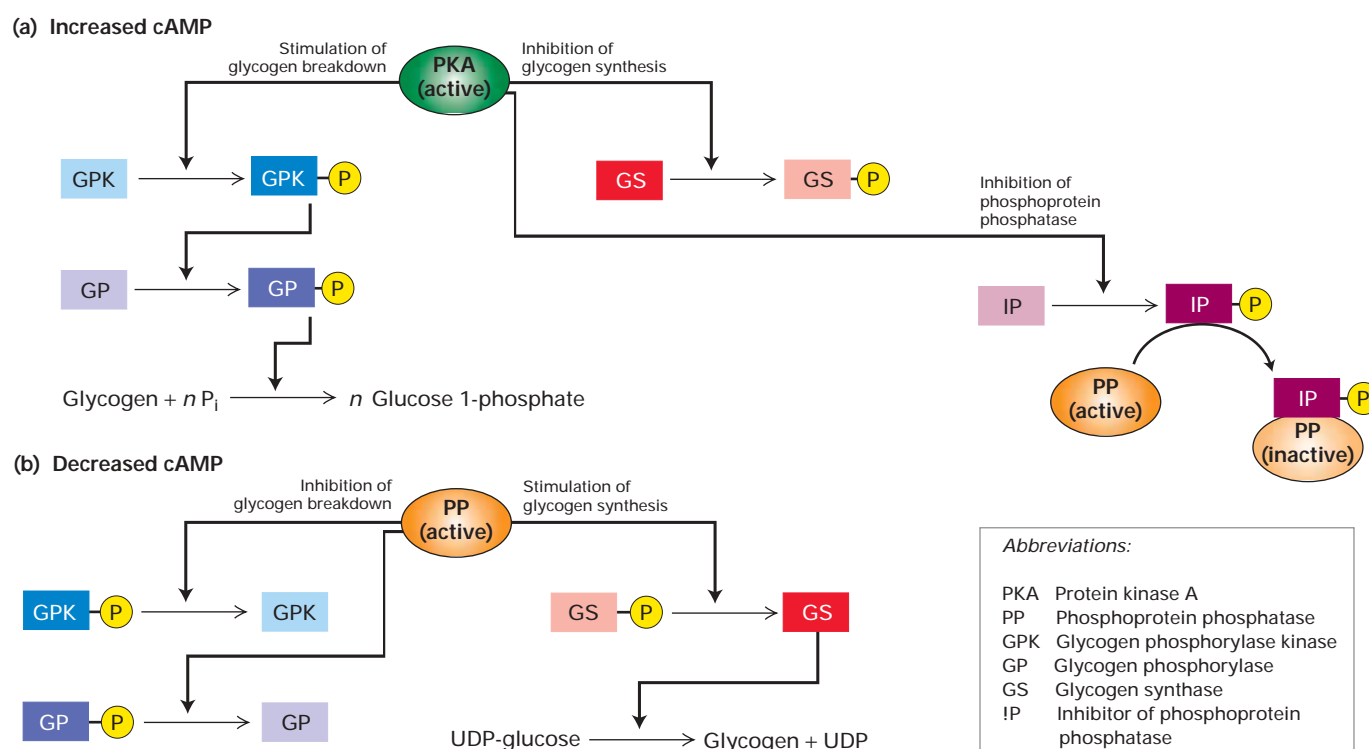 (a) Increased cAMP
Stimulation of
glycogen breakdown
PKA
(active)
Inhibition of
glycogen synthesis
GPK
GPK
P
GS
GS
P
Inhibition of
phosphoprotein
phosphatase
GP
GP
P
IP
IP
P
Glycogen + n Pi
n Glucose 1-phosphate
PP
(active)
IP
P
PP
(inactive)
(b) Decreased cAMP
Inhibition of
glycogen breakdown
PP
(active)
Stimulation of
glycogen synthesis
GPK
P
GPK
GS
P
GS
GP
P
GP
UDP-glucose
Glycogen + UDP
Abbreviations:
PKA Protein kinase A
PP Phosphoprotein phosphatase
GPK Glycogen phosphorylase kinase
GP Glycogen phosphorylase
GS Glycogen synthase
!P Inhibitor of phosphoprotein
phosphatase